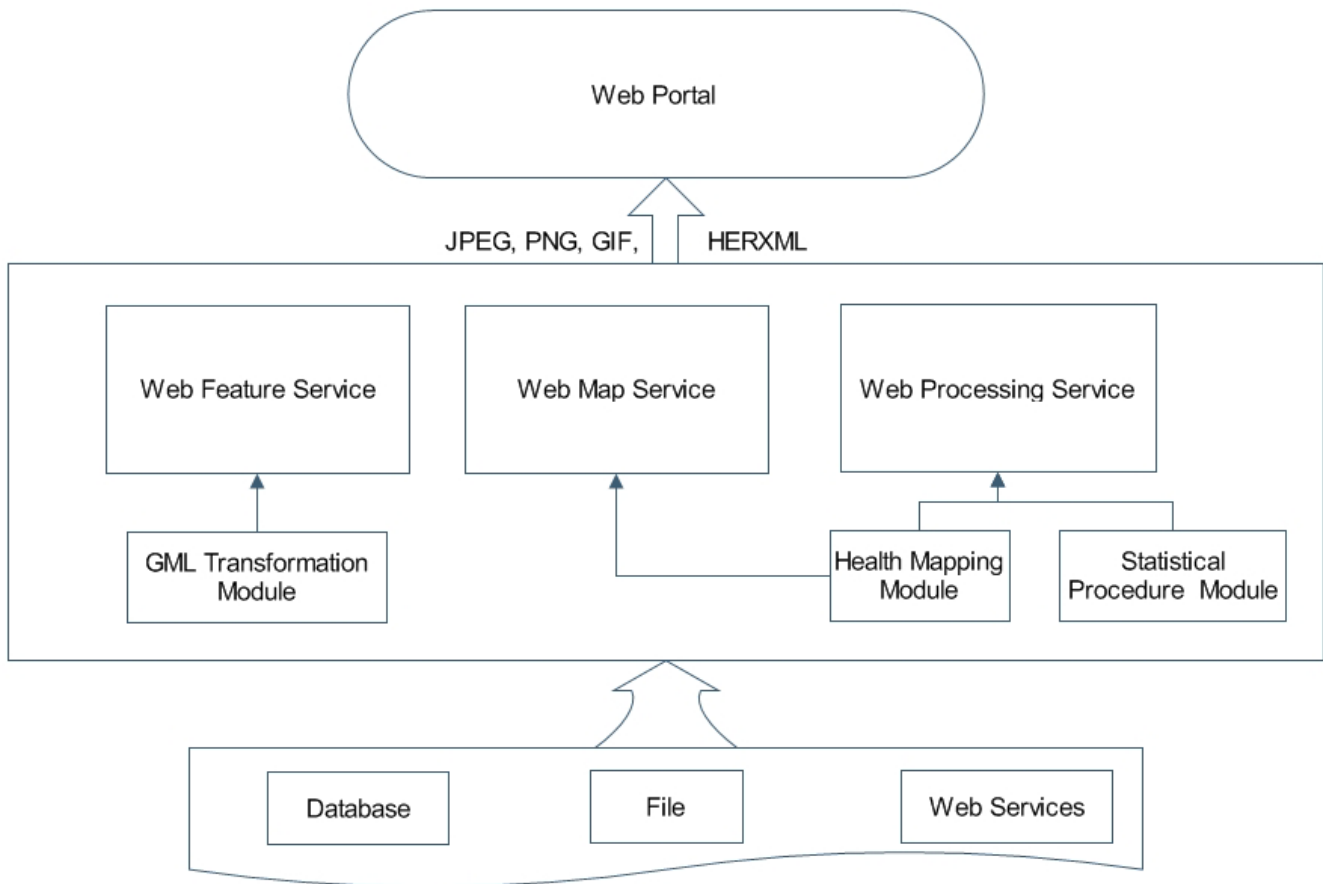 Web Portal
JPEG, PNG, GIF, HERXML
Web Feature Service
Web Map Service
Web Processing Service
GML Transformation
Module
Health Mapping
Module
Statistical
Procedure Module
Database
File
Web Services